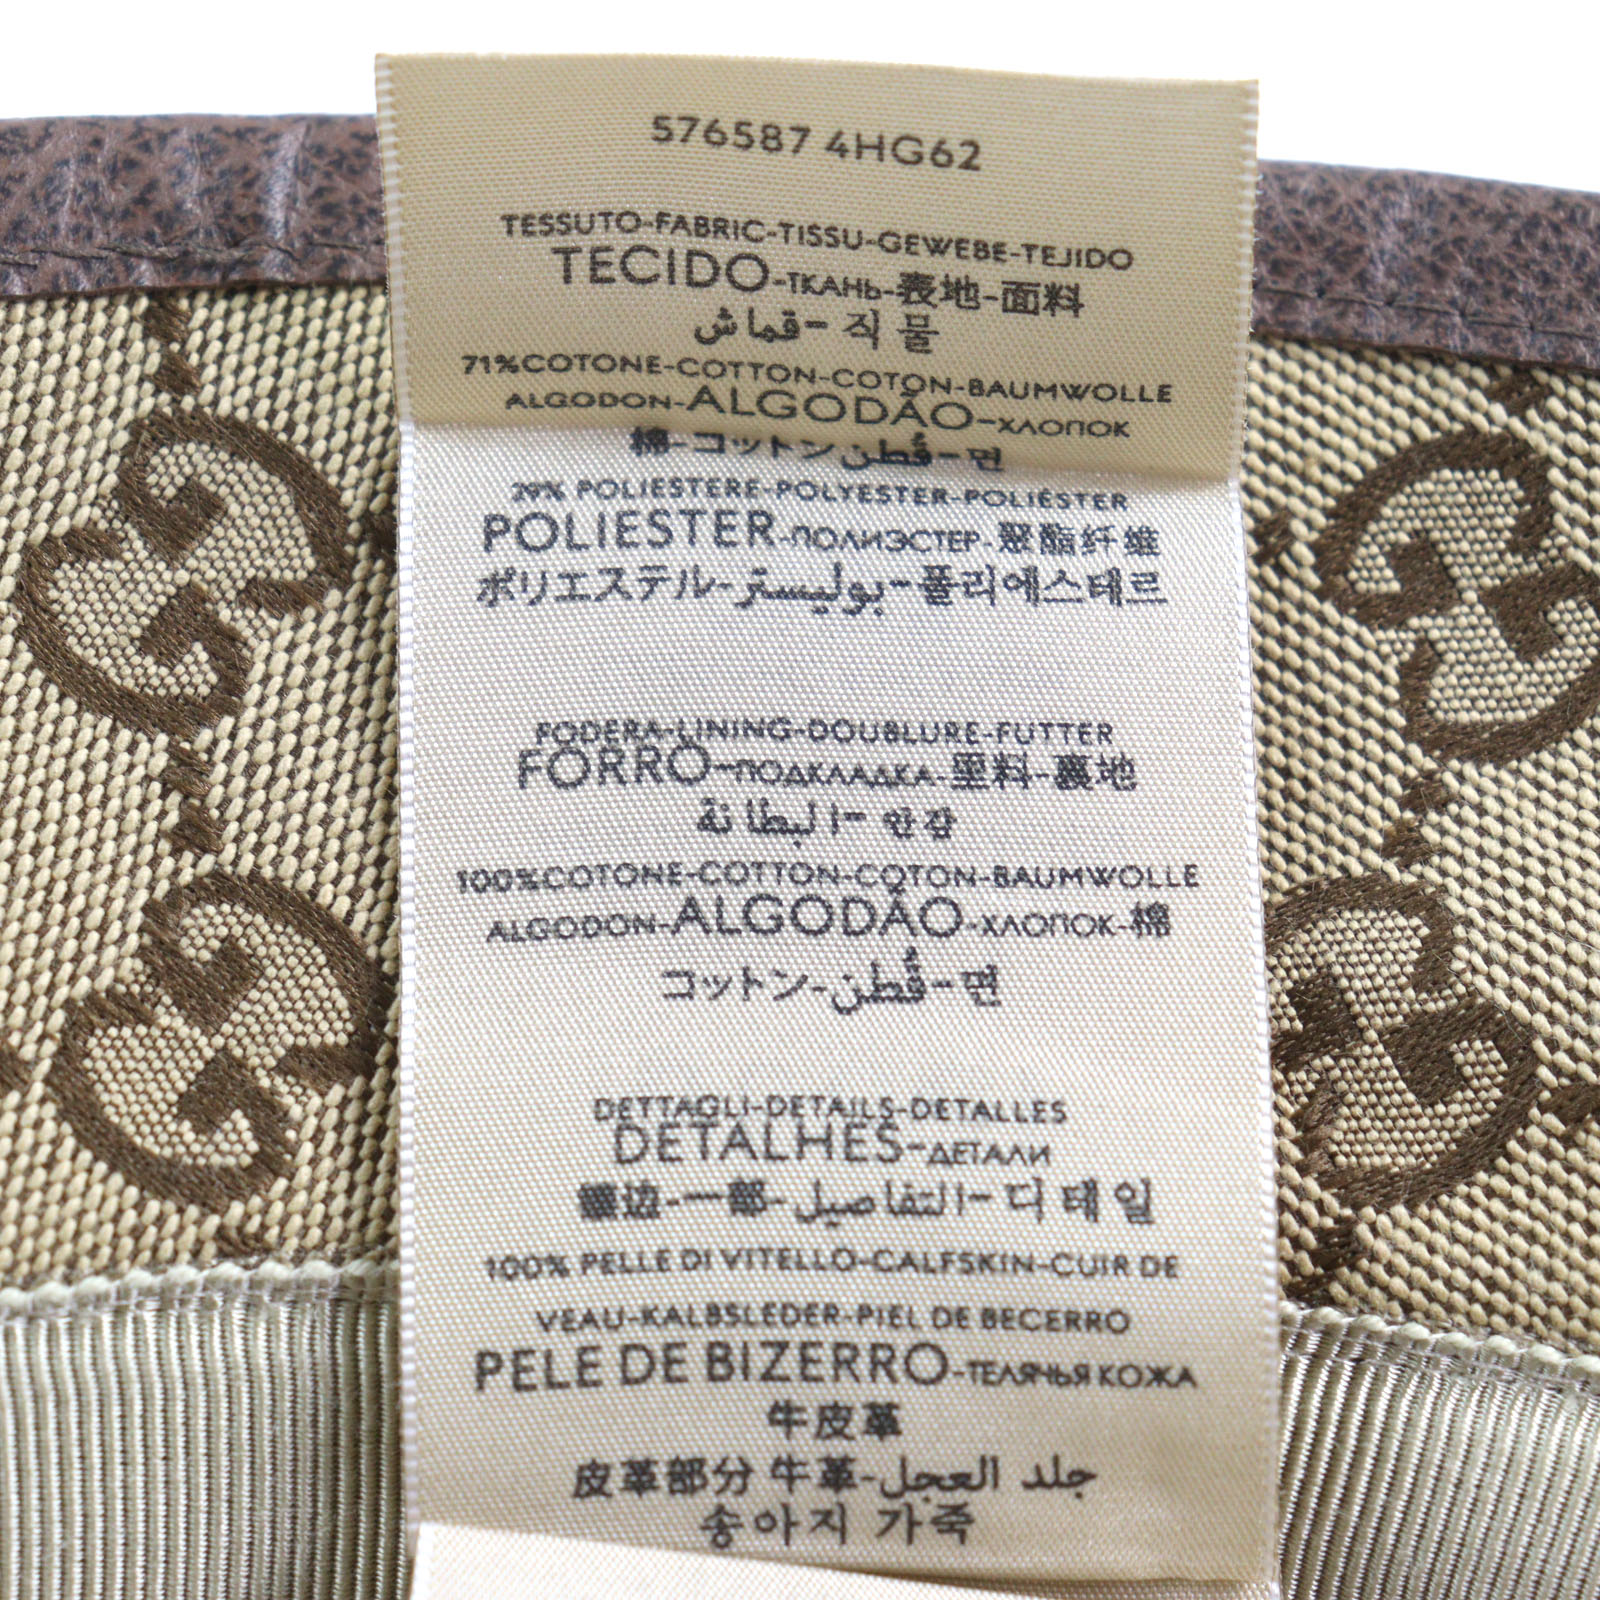 576587 4HG62
TESSUTO-FABRIC-TISSU-GEWEBE-TEJIDO
TECIDO-ТКАНЬ-表地-面料
قماش-직물
71%COTONE-COTTON-COTON-BAUMWOLLE
ALGODON-ALGODÃO-ХЛОПОК
棉-コットン قُطن-면
29% POLIESTERE-POLYESTER-POLIÉSTER
POLIESTER-ПОЛИЭСТЕР-聚酯纤维
ポリエステル-بوليستر-폴리에스테르
FODERA-LINING-DOUBLURE-FUTTER
FORRO-ПОДКЛАДКА-里料-裏地
البطانة-안감
100%COTONE-COTTON-COTON-BAUMWOLLE
ALGODON-ALGODÃO-ХЛОПОК-棉
コットン-قُطن-면
DETTAGLI-DETAILS-DETALLES
DETALHES-ДЕТАЛИ
腰边-一部-التفاصيل-디테일
100% PELLE DI VITELLO-CALFSKIN-CUIR DE
VEAU-KALBSLEDER-PIEL DE BECERRO
PELE DE BIZERRO-ТЕЛЯЧЬЯ КОЖА
牛皮革
皮革部分 牛革-جلد العجل
송아지 가죽